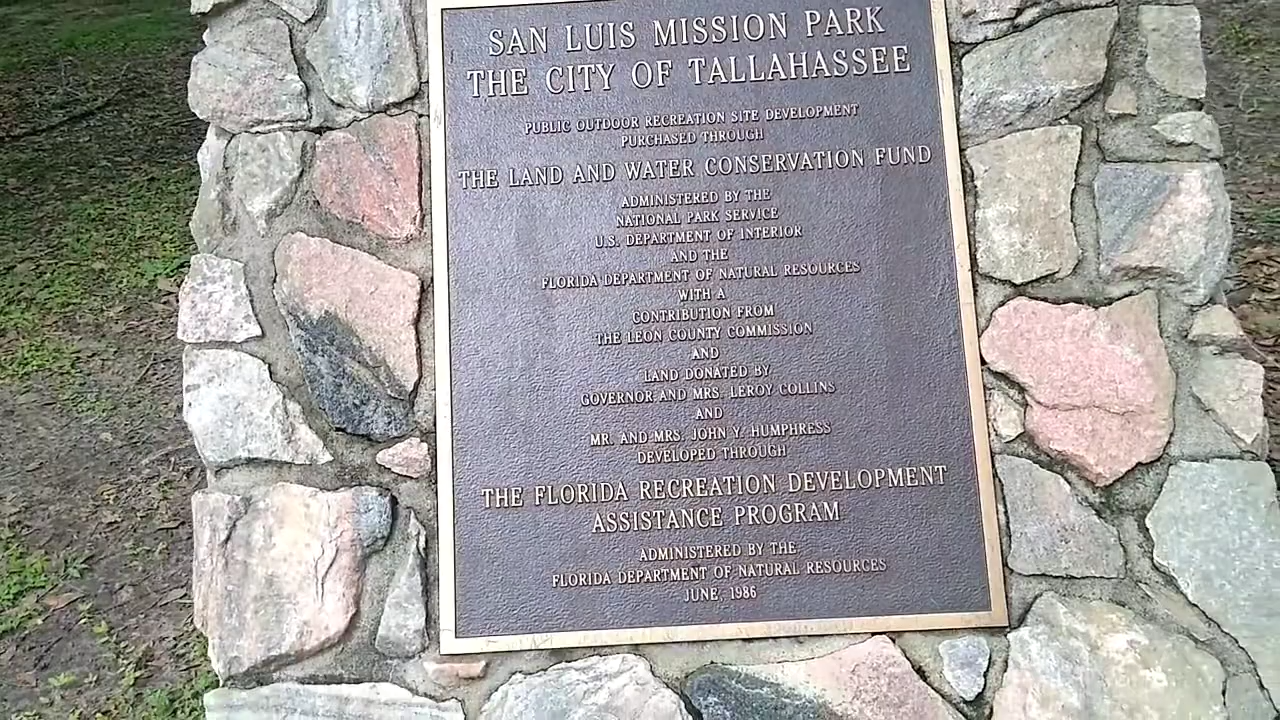 SAN LUIS MISSION PARK
THE CITY OF TALLAHASSEE
PUBLIC OUTDOOR RECREATION SITE DEVELOPMENT
PURCHASED THROUGH
THE LAND AND WATER CONSERVATION FUND
ADMINISTERED BY THE
NATIONAL PARK SERVICE
U.S. DEPARTMENT OF INTERIOR
AND THE
FLORIDA DEPARTMENT OF NATURAL RESOURCES
WITH A
CONTRIBUTION FROM
THE LEON COUNTY COMMISSION
AND
LAND DONATED BY
GOVERNOR AND MRS. LEROY COLLINS
AND
MR. AND MRS. JOHN Y. HUMPHRESS
DEVELOPED THROUGH
THE FLORIDA RECREATION DEVELOPMENT
ASSISTANCE PROGRAM
ADMINISTERED BY THE
FLORIDA DEPARTMENT OF NATURAL RESOURCES
JUNE, 1986